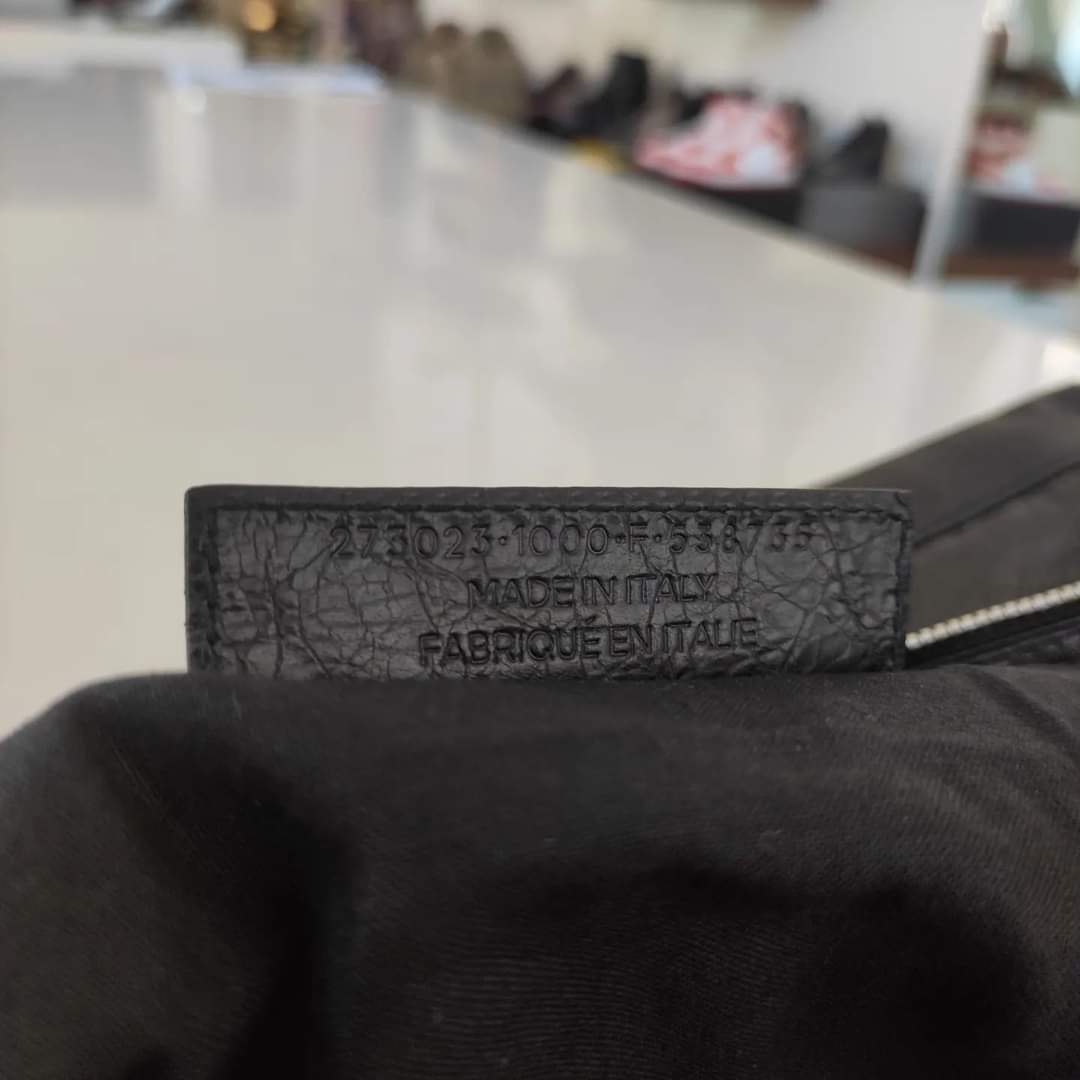 273023·1000·F·538735
MADE IN ITALY
FABRIQUÉ EN ITALIE